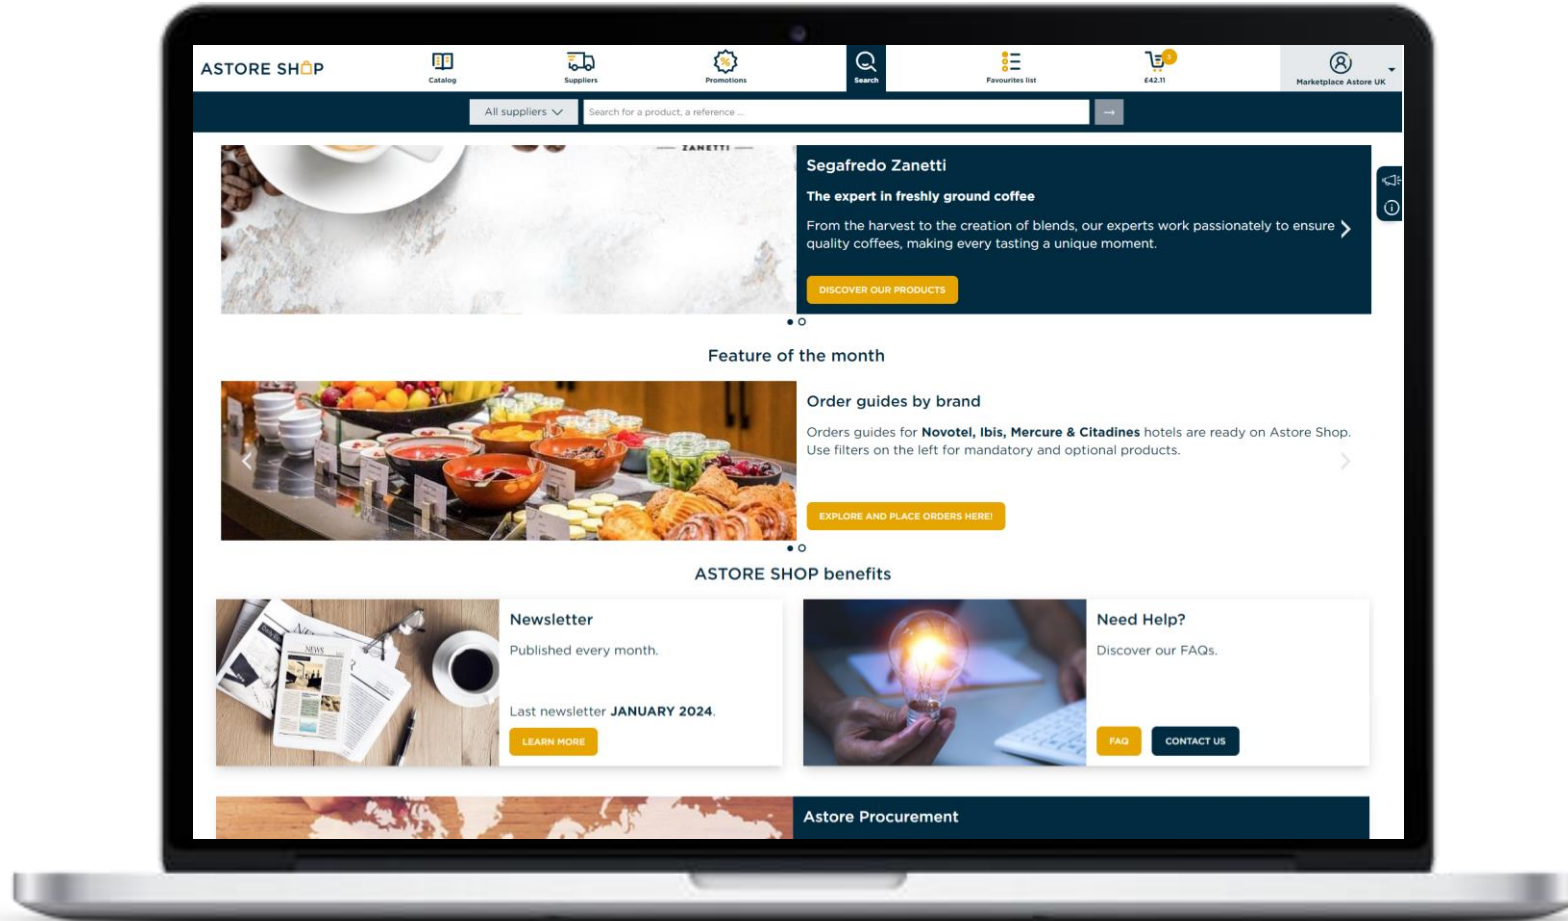 ASTORE SHOP
Catalog
Suppliers
Promotions
Search
Favourites list
£42.11
Marketplace Astore UK
All suppliers
Search for a product, a reference ...
ZANETTI
Segafredo Zanetti
The expert in freshly ground coffee
From the harvest to the creation of blends, our experts work passionately to ensure
quality coffees, making every tasting a unique moment.
DISCOVER OUR PRODUCTS
Feature of the month
Order guides by brand
Orders guides for Novotel, Ibis, Mercure & Citadines hotels are ready on Astore Shop.
Use filters on the left for mandatory and optional products.
EXPLORE AND PLACE ORDERS HERE!
ASTORE SHOP benefits
NEWS
Newsletter
Published every month.
Last newsletter JANUARY 2024.
LEARN MORE
Need Help?
Discover our FAQs.
FAQ
CONTACT US
Astore Procurement